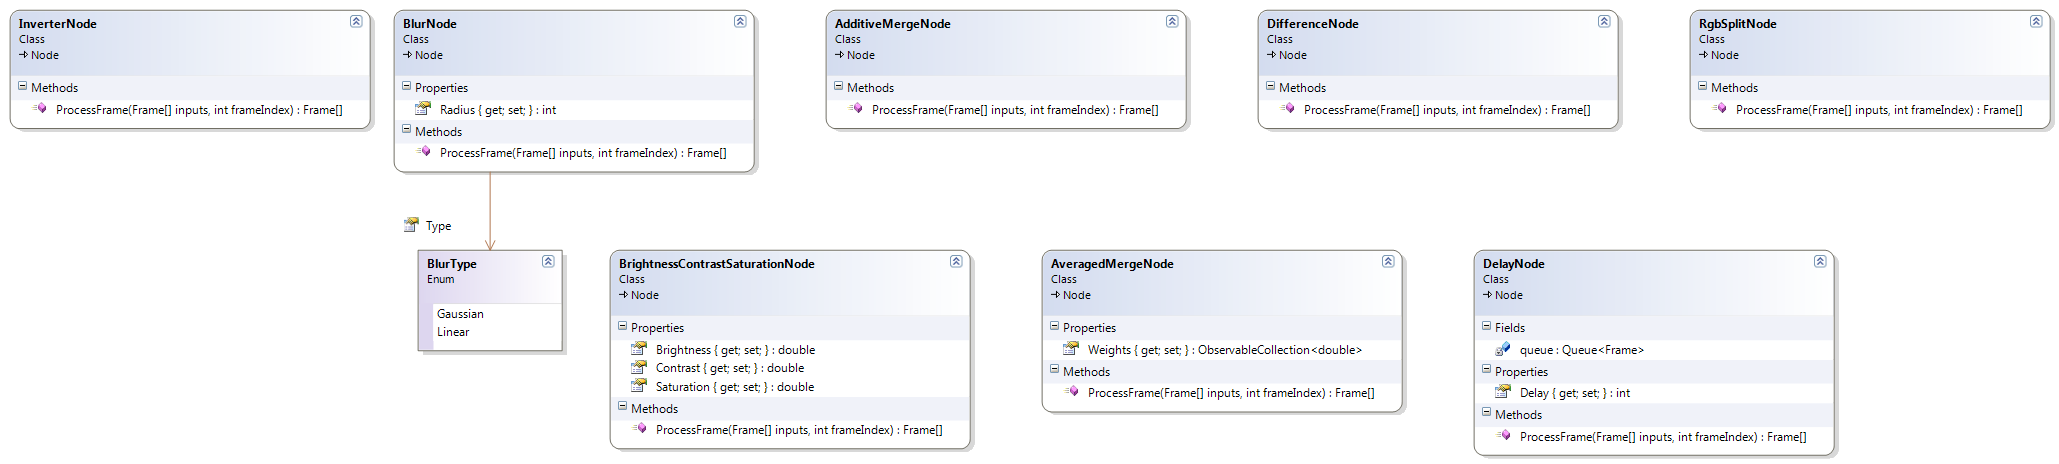 InverterNode
Class
Node
Methods
ProcessFrame(Frame[] inputs, int frameIndex) : Frame[]
BlurNode
Class
Node
Properties
Radius { get; set; } : int
Methods
ProcessFrame(Frame[] inputs, int frameIndex) : Frame[]
AdditiveMergeNode
Class
Node
Methods
ProcessFrame(Frame[] inputs, int frameIndex) : Frame[]
DifferenceNode
Class
Node
Methods
ProcessFrame(Frame[] inputs, int frameIndex) : Frame[]
RgbSplitNode
Class
Node
Methods
ProcessFrame(Frame[] inputs, int frameIndex) : Frame[]
Type
BlurType
Enum
Gaussian
Linear
BrightnessContrastSaturationNode
Class
Node
Properties
Brightness { get; set; } : double
Contrast { get; set; } : double
Saturation { get; set; } : double
Methods
ProcessFrame(Frame[] inputs, int frameIndex) : Frame[]
AveragedMergeNode
Class
Node
Properties
Weights { get; set; } : ObservableCollection<double>
Methods
ProcessFrame(Frame[] inputs, int frameIndex) : Frame[]
DelayNode
Class
Node
Fields
queue : Queue<Frame>
Properties
Delay { get; set; } : int
Methods
ProcessFrame(Frame[] inputs, int frameIndex) : Frame[]